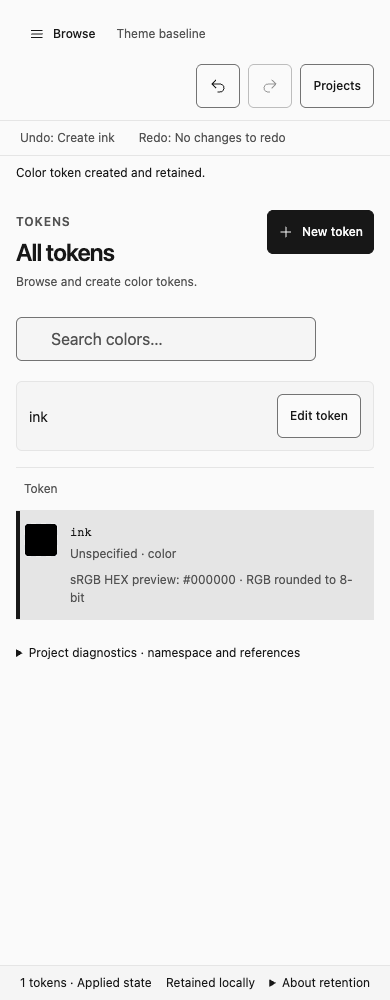 Browse Theme baseline
Projects
Undo: Create ink Redo: No changes to redo
Color token created and retained.
TOKENS
New token
All tokens
Browse and create color tokens.
Search colors...
ink
Edit token
Token
ink
Unspecified · color
sRGB HEX preview: #000000 · RGB rounded to 8-
bit
Project diagnostics · namespace and references
1 tokens · Applied state Retained locally About retention